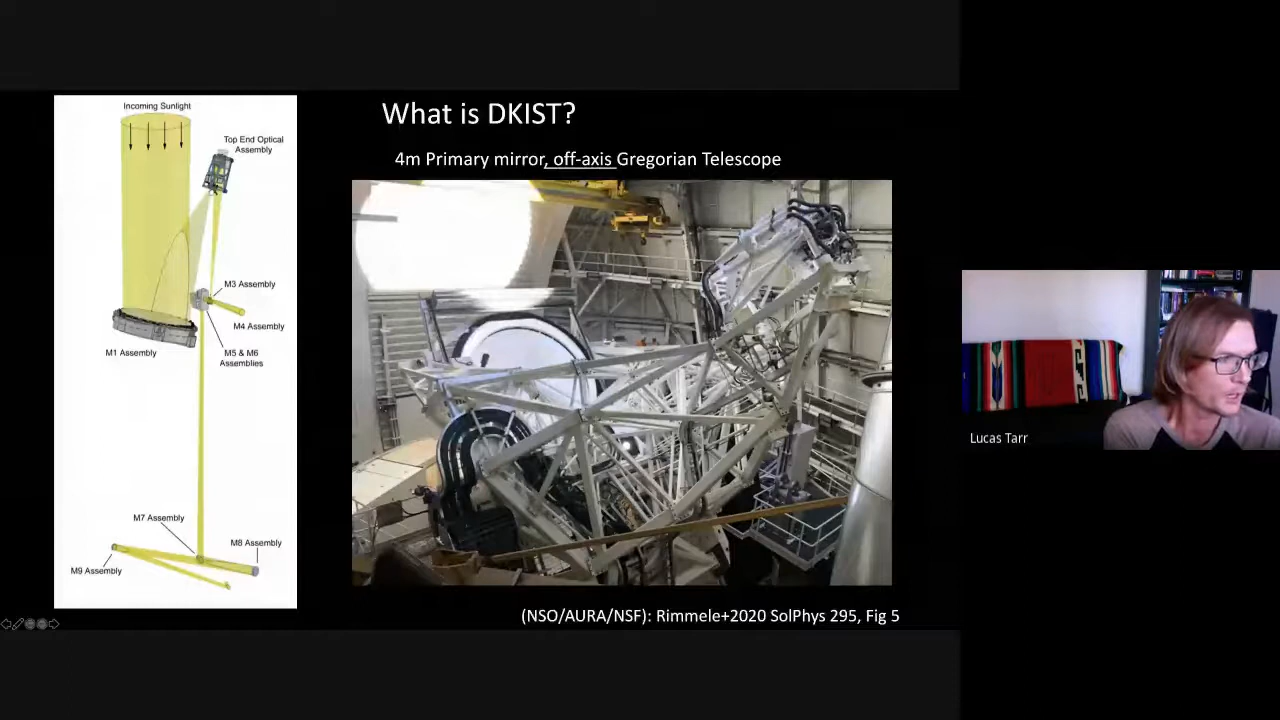 What is DKIST?
4m Primary mirror, off-axis Gregorian Telescope
Incoming Sunlight
Top End Optical
Assembly
M3 Assembly
M4 Assembly
M1 Assembly
M5 & M6
Assemblies
M7 Assembly
M8 Assembly
M9 Assembly
(NSO/AURA/NSF): Rimmele+2020 SolPhys 295, Fig 5
Lucas Tarr